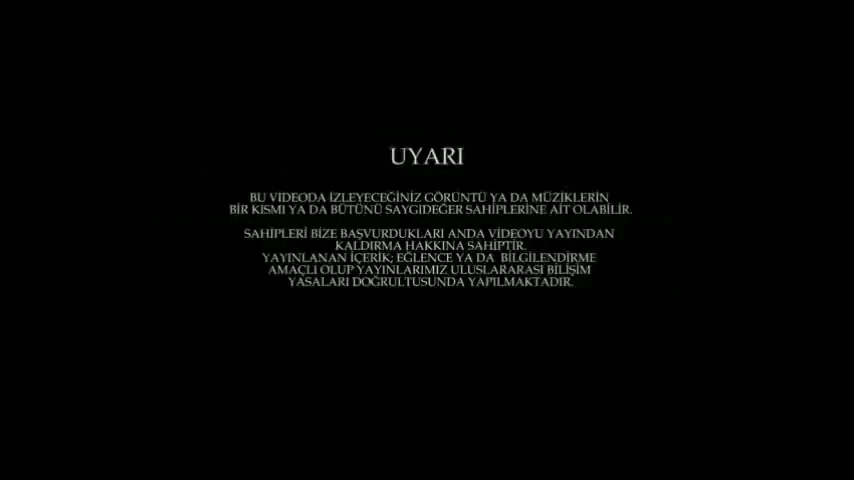 UYARI
BU VİDEODA İZLEYECEĞİNİZ GÖRÜNTÜ YA DA MÜZİKLERİN
BİR KISMI YA DA BÜTÜNÜ SAYGIDEĞER SAHİPLERİNE AİT OLABİLİR.
SAHİPLERİ BİZE BAŞVURDUKLARI ANDA VİDEOYU YAYINDAN
KALDIRMA HAKKINA SAHİPTİR.
YAYINLANAN İÇERİK; EĞLENCE YA DA BİLGİLENDİRME
AMAÇLI OLUP YAYINLARIMIZ ULUSLARARASI BİLİŞİM
YASALARI DOĞRULTUSUNDA YAPILMAKTADIR.